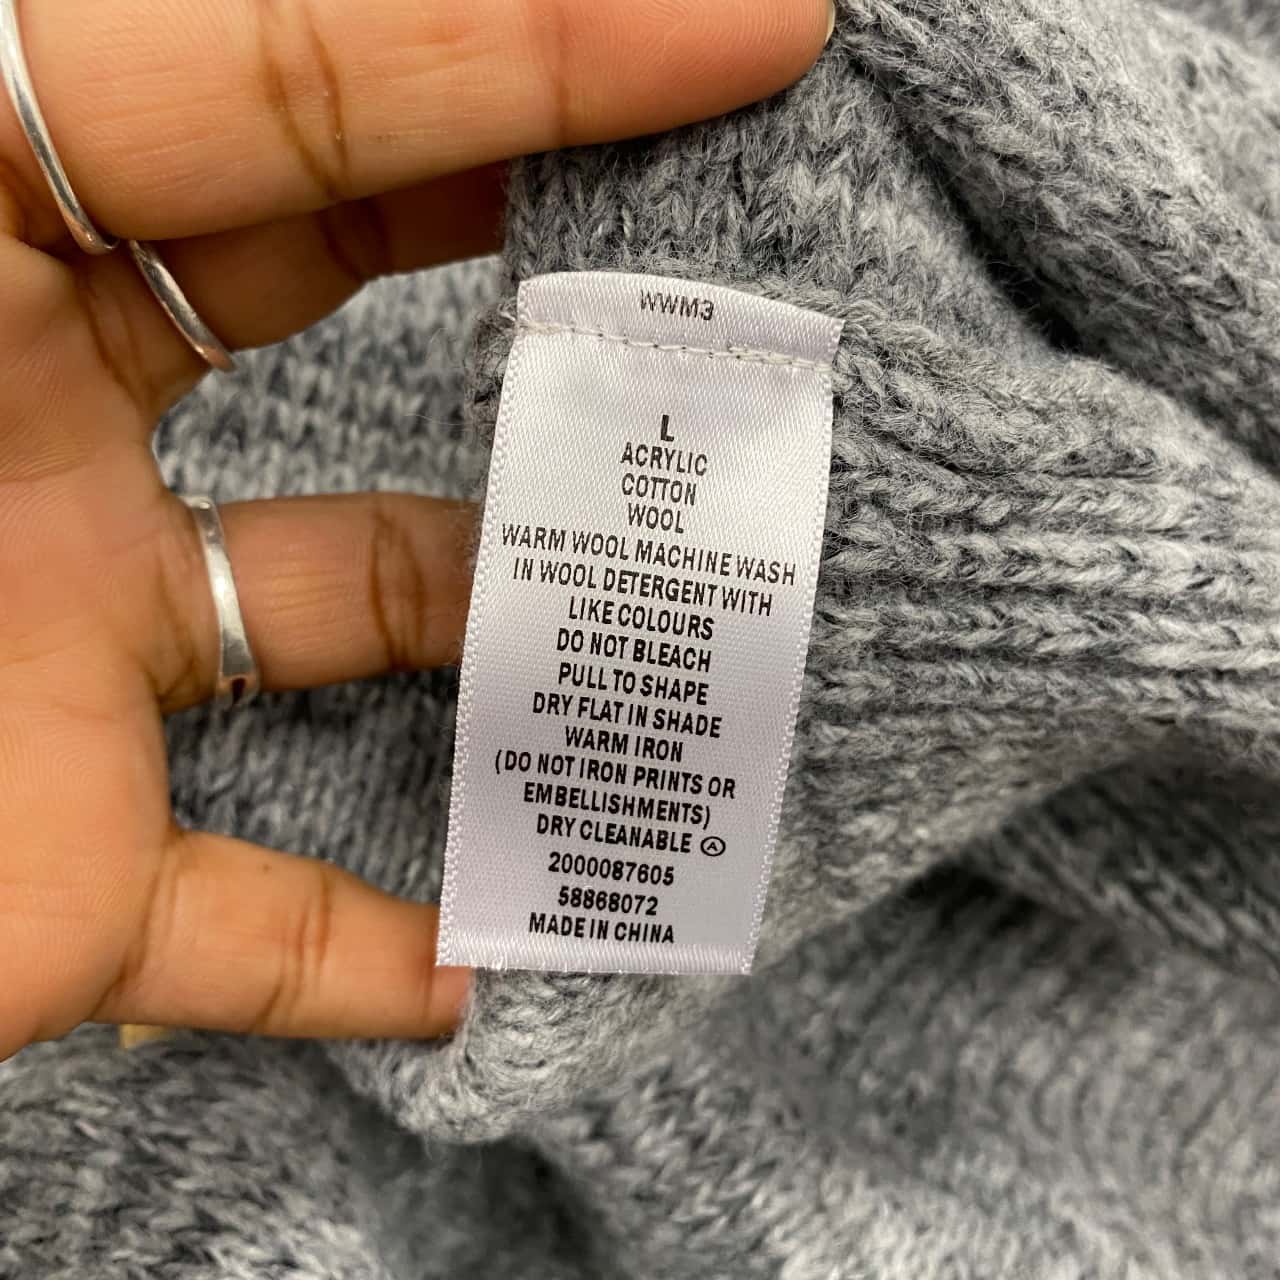 WWM3
L
ACRYLIC
COTTON
WOOL
WARM WOOL MACHINE WASH
IN WOOL DETERGENT WITH
LIKE COLOURS
DO NOT BLEACH
PULL TO SHAPE
DRY FLAT IN SHADE
WARM IRON
(DO NOT IRON PRINTS OR
EMBELLISHMENTS)
DRY CLEANABLE Ⓐ
2000087605
58868072
MADE IN CHINA